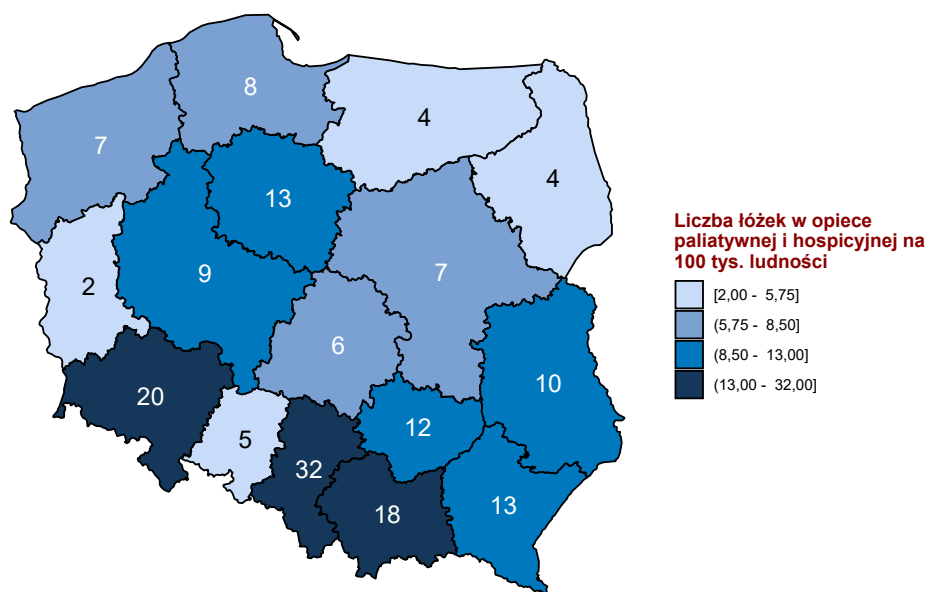 8
4
7
4
13
9
7
2
6
10
20
12
5
32
13
18
Liczba łóżek w opiece
paliatywnej i hospicyjnej na
100 tys. ludności
[2,00 - 5,75]
(5,75 - 8,50]
(8,50 - 13,00]
(13,00 - 32,00]